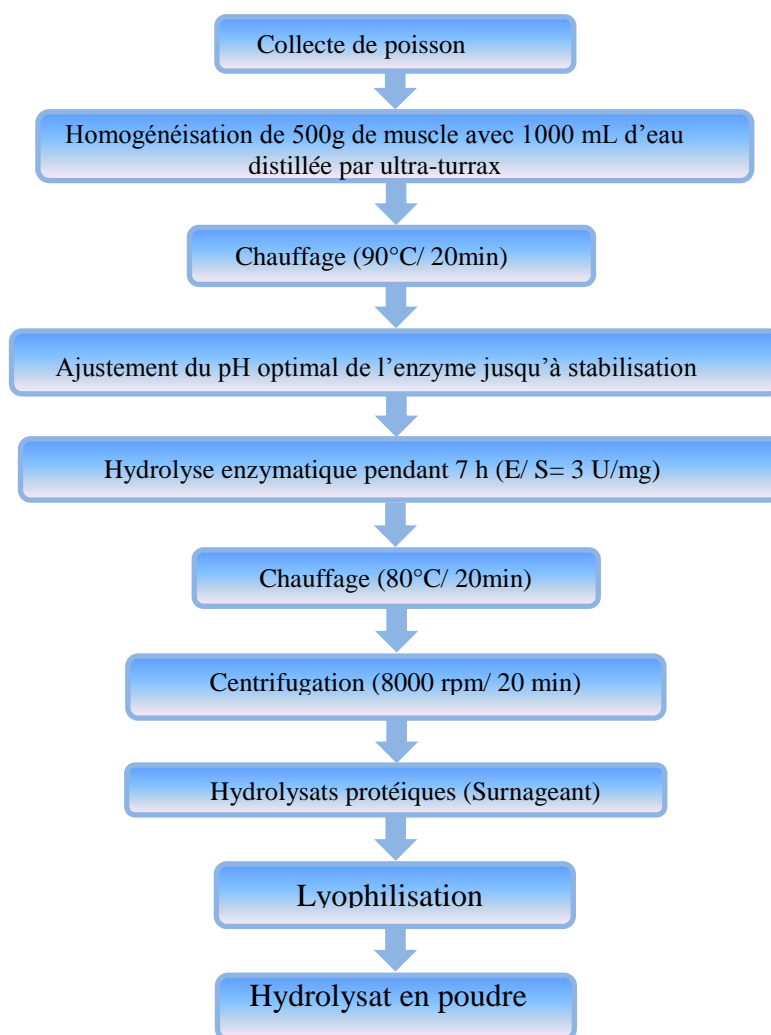 Collecte de poisson
Homogénéisation de 500g de muscle avec 1000 mL d’eau
distillée par ultra-turrax
Chauffage (90°C/ 20min)
Ajustement du pH optimal de l’enzyme jusqu’à stabilisation
Hydrolyse enzymatique pendant 7 h (E/ S= 3 U/mg)
Chauffage (80°C/ 20min)
Centrifugation (8000 rpm/ 20 min)
Hydrolysats protéiques (Surnageant)
Lyophilisation
Hydrolysat en poudre